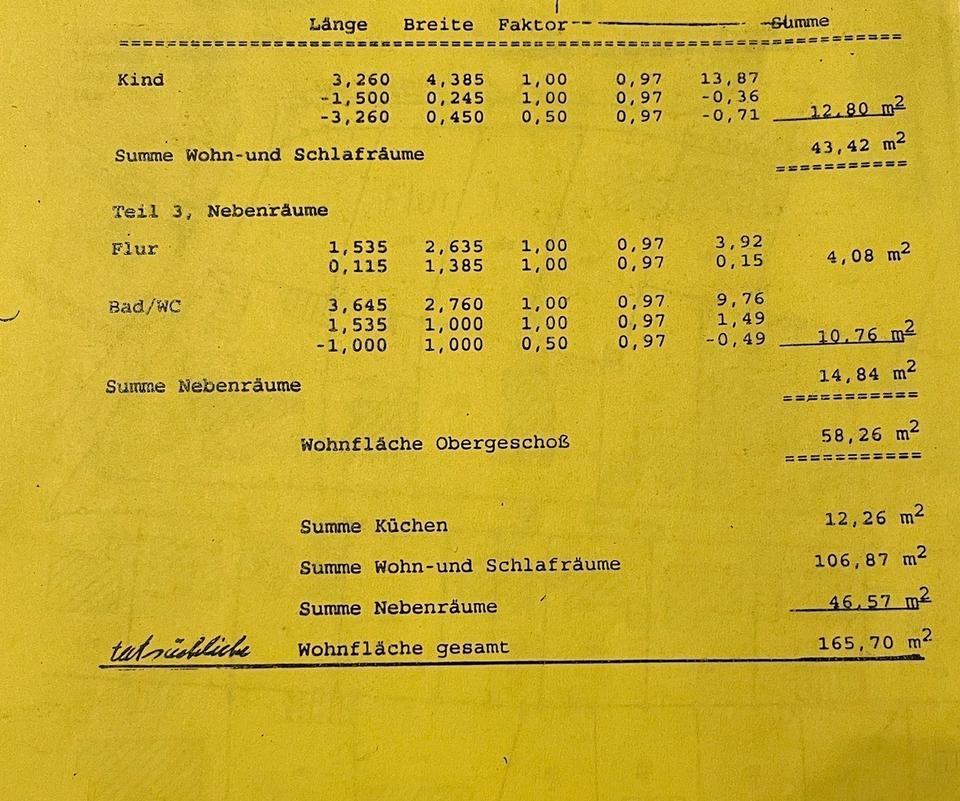 Länge Breite Faktor Summe
Kind 3,260 4,385 1,00 0,97 13,87
-1,500 0,245 1,00 0,97 -0,36
-3,260 0,450 0,50 0,97 -0,71 12,80 m²
Summe Wohn-und Schlafräume 43,42 m²
Teil 3, Nebenräume
Flur 1,535 2,635 1,00 0,97 3,92
0,115 1,385 1,00 0,97 0,15 4,08 m²
Bad/WC 3,645 2,760 1,00 0,97 9,76
1,535 1,000 1,00 0,97 1,49
-1,000 1,000 0,50 0,97 -0,49 10,76 m²
Summe Nebenräume 14,84 m²
Wohnfläche Obergeschoß 58,26 m²
Summe Küchen 12,26 m²
Summe Wohn-und Schlafräume 106,87 m²
Summe Nebenräume 46,57 m²
tatsächliche Wohnfläche gesamt 165,70 m²